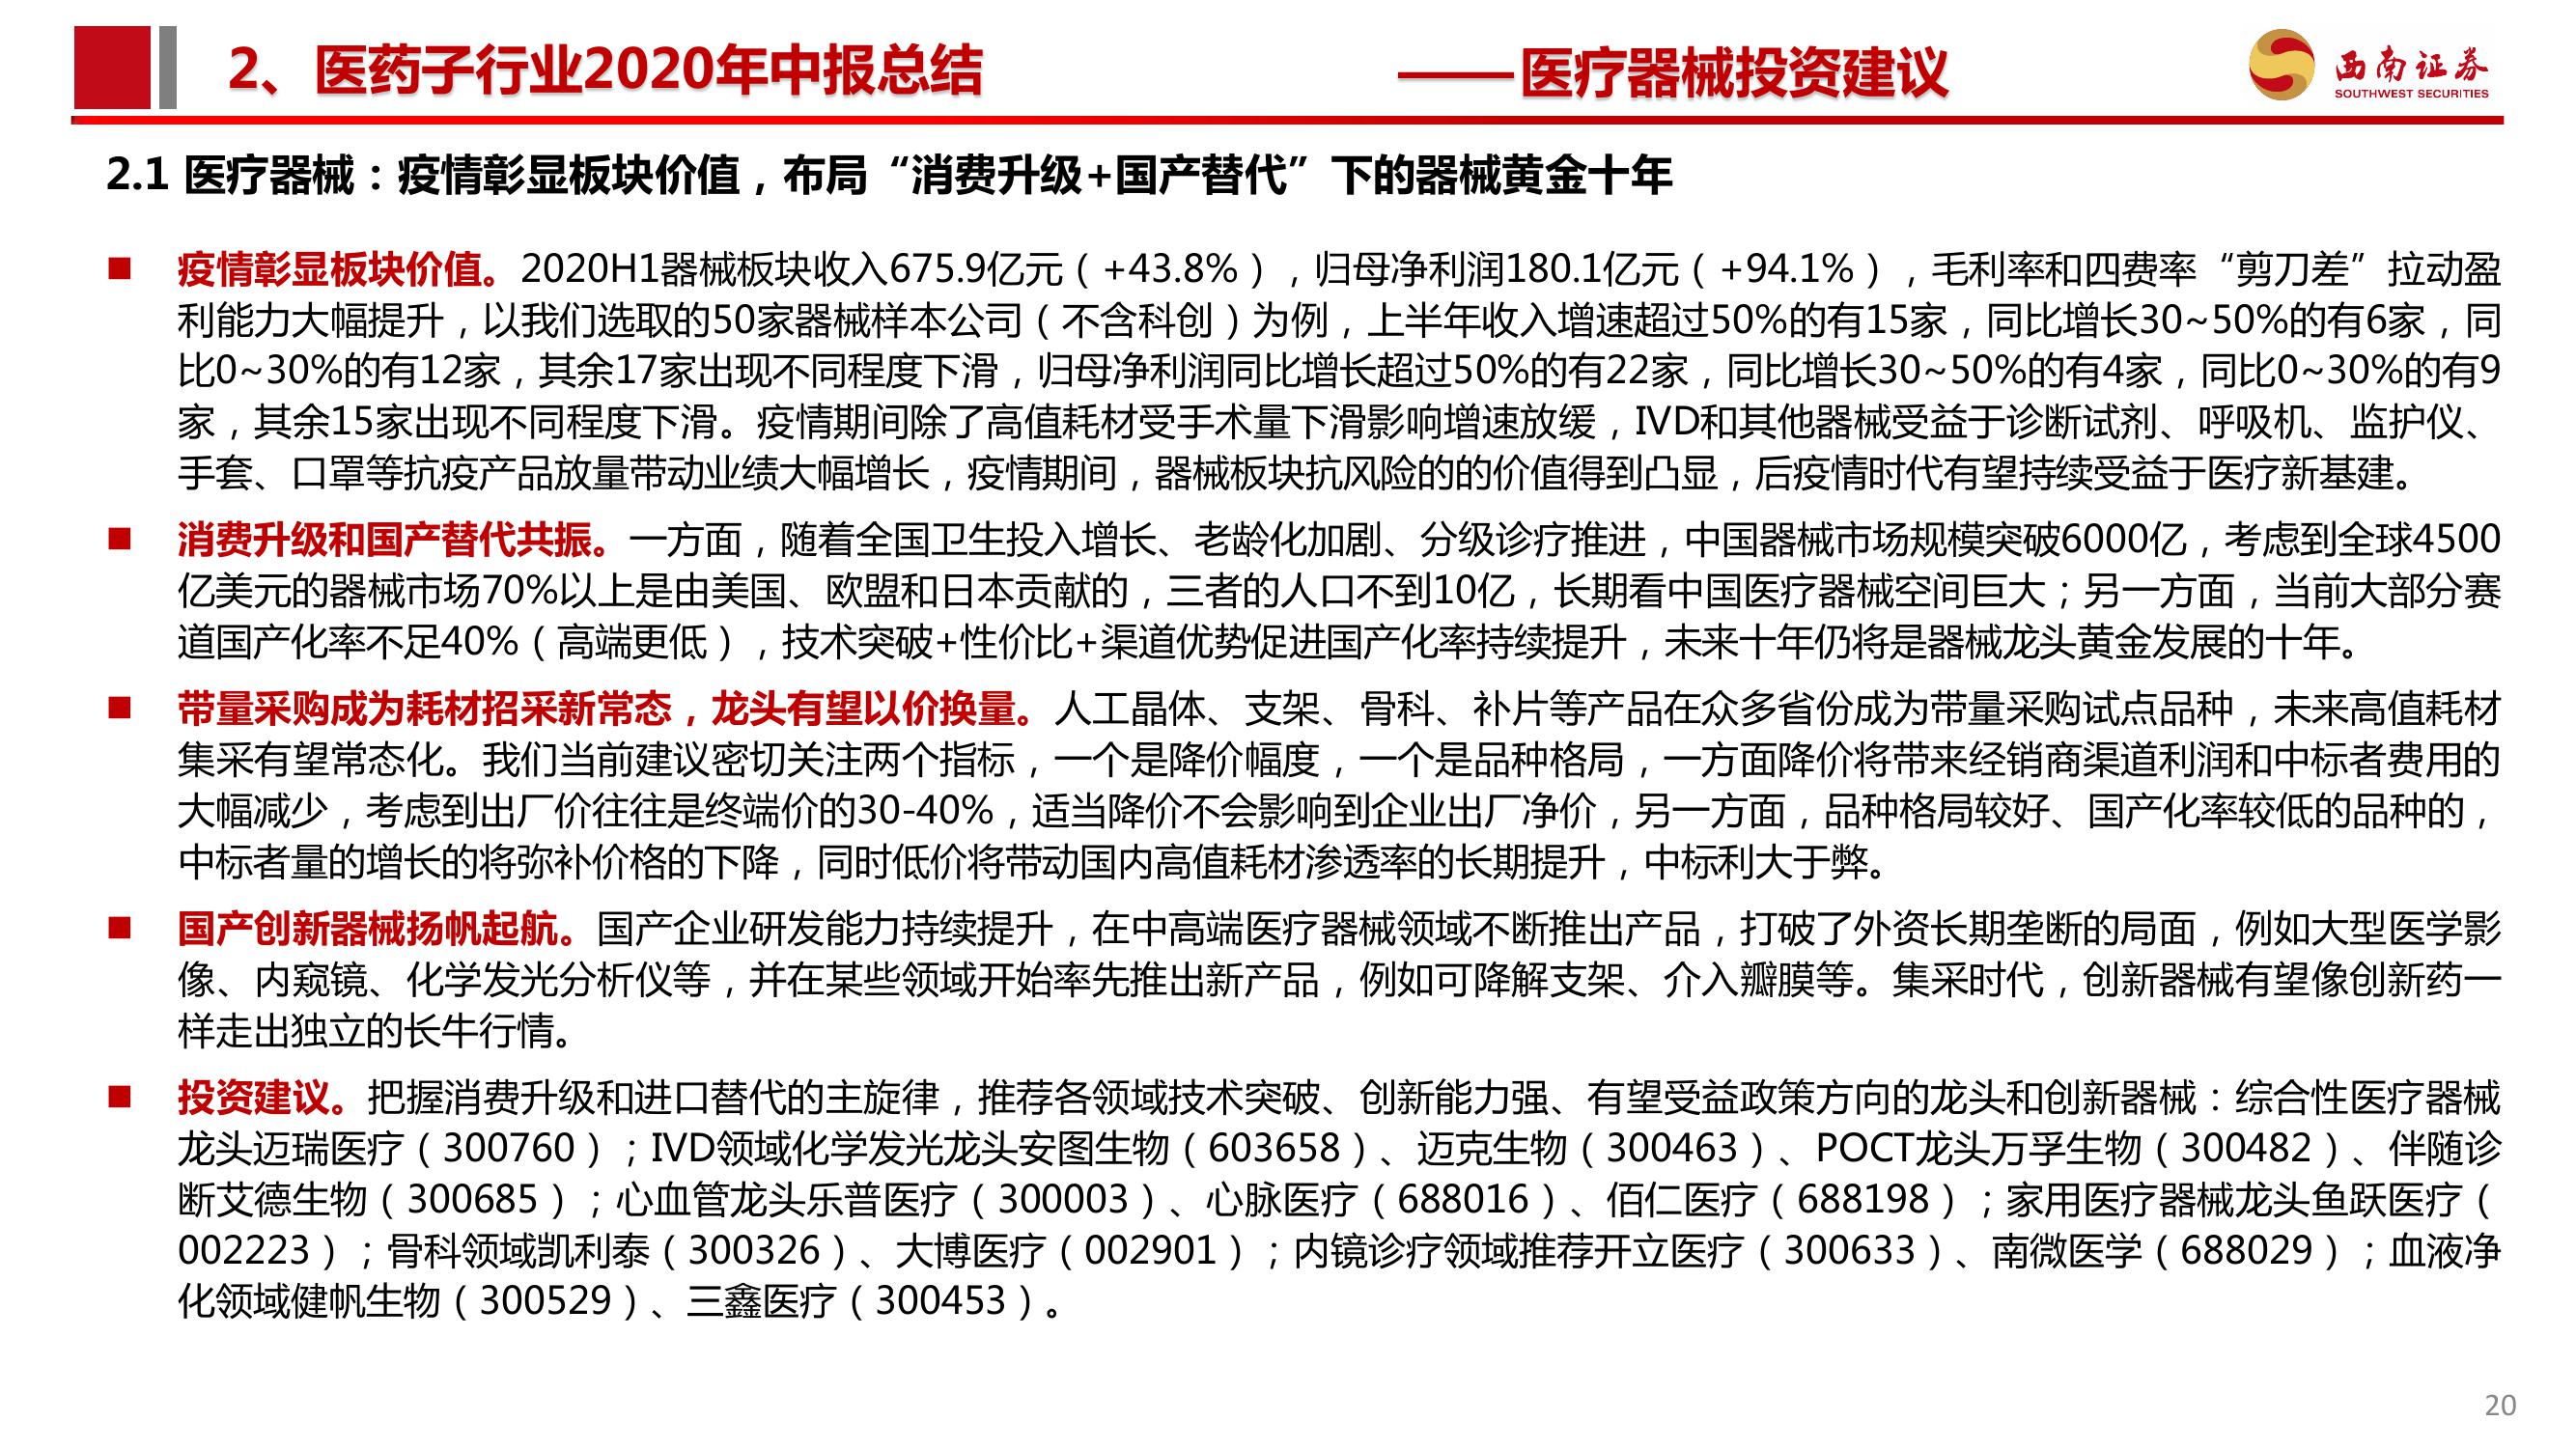 2、医药子行业2020年中报总结
——医疗器械投资建议
西南证券
SOUTHWEST SECURITIES
2.1 医疗器械：疫情彰显板块价值，布局“消费升级+国产替代”下的器械黄金十年
■ 疫情彰显板块价值。2020H1器械板块收入675.9亿元（+43.8%），归母净利润180.1亿元（+94.1%），毛利率和四费率“剪刀差”拉动盈
利能力大幅提升，以我们选取的50家器械样本公司（不含科创）为例，上半年收入增速超过50%的有15家，同比增长30~50%的有6家，同
比0~30%的有12家，其余17家出现不同程度下滑，归母净利润同比增长超过50%的有22家，同比增长30~50%的有4家，同比0~30%的有9
家，其余15家出现不同程度下滑。疫情期间除了高值耗材受手术量下滑影响增速放缓，IVD和其他器械受益于诊断试剂、呼吸机、监护仪、
手套、口罩等抗疫产品放量带动业绩大幅增长，疫情期间，器械板块抗风险的的价值得到凸显，后疫情时代有望持续受益于医疗新基建。
■ 消费升级和国产替代共振。一方面，随着全国卫生投入增长、老龄化加剧、分级诊疗推进，中国器械市场规模突破6000亿，考虑到全球4500
亿美元的器械市场70%以上是由美国、欧盟和日本贡献的，三者的人口不到10亿，长期看中国医疗器械空间巨大；另一方面，当前大部分赛
道国产化率不足40%（高端更低），技术突破+性价比+渠道优势促进国产化率持续提升，未来十年仍将是器械龙头黄金发展的十年。
■ 带量采购成为耗材招采新常态，龙头有望以价换量。人工晶体、支架、骨科、补片等产品在众多省份成为带量采购试点品种，未来高值耗材
集采有望常态化。我们当前建议密切关注两个指标，一个是降价幅度，一个是品种格局，一方面降价将带来经销商渠道利润和中标者费用的
大幅减少，考虑到出厂价往往是终端价的30-40%，适当降价不会影响到企业出厂净价，另一方面，品种格局较好、国产化率较低的品种的，
中标者量的增长的将弥补价格的下降，同时低价将带动国内高值耗材渗透率的长期提升，中标利大于弊。
■ 国产创新器械扬帆起航。国产企业研发能力持续提升，在中高端医疗器械领域不断推出产品，打破了外资长期垄断的局面，例如大型医学影
像、内窥镜、化学发光分析仪等，并在某些领域开始率先推出新产品，例如可降解支架、介入瓣膜等。集采时代，创新器械有望像创新药一
样走出独立的长牛行情。
■ 投资建议。把握消费升级和进口替代的主旋律，推荐各领域技术突破、创新能力强、有望受益政策方向的龙头和创新器械：综合性医疗器械
龙头迈瑞医疗（300760）；IVD领域化学发光龙头安图生物（603658）、迈克生物（300463）、POCT龙头万孚生物（300482）、伴随诊
断艾德生物（300685）；心血管龙头乐普医疗（300003）、心脉医疗（688016）、佰仁医疗（688198）；家用医疗器械龙头鱼跃医疗（
002223）；骨科领域凯利泰（300326）、大博医疗（002901）；内镜诊疗领域推荐开立医疗（300633）、南微医学（688029）；血液净
化领域健帆生物（300529）、三鑫医疗（300453）。
20